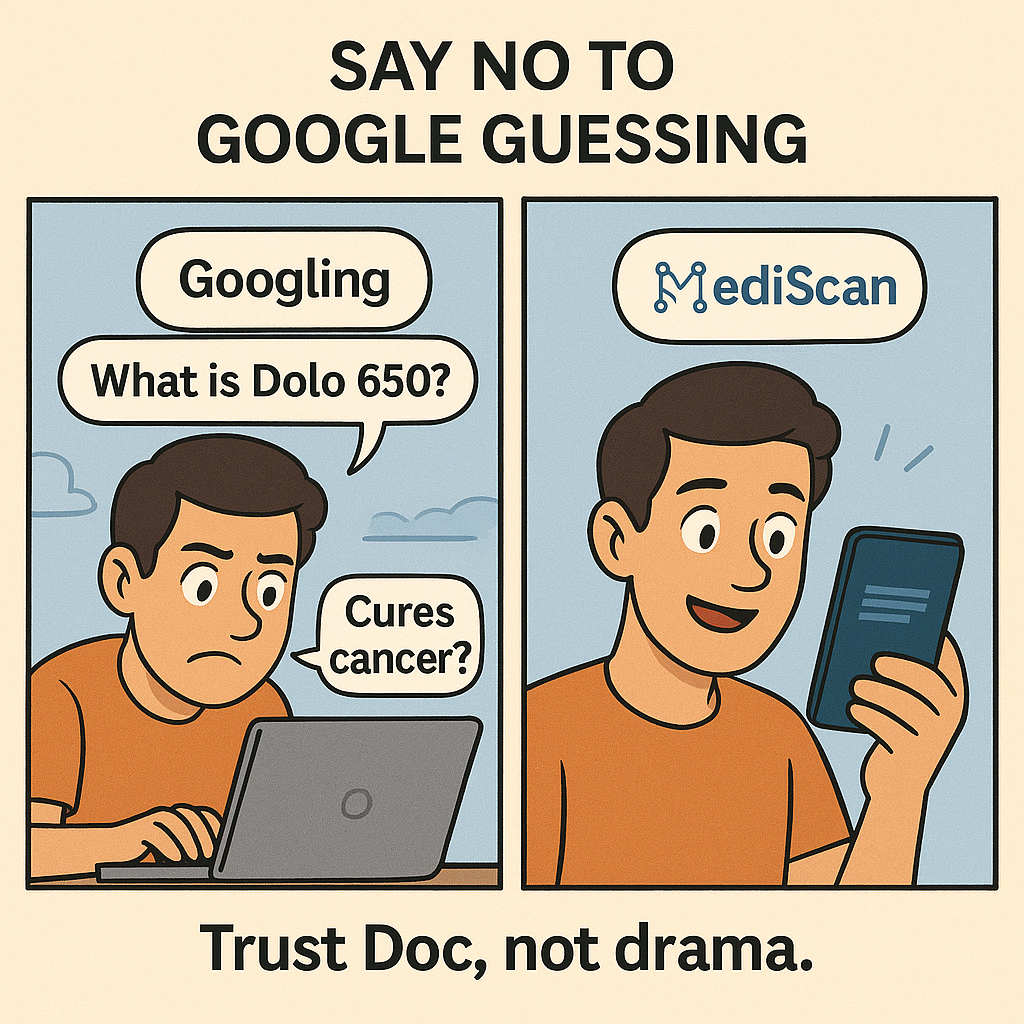 SAY NO TO
GOOGLE GUESSING
Googling
What is Dolo 650?
Cures
cancer?
MediScan
Trust Doc, not drama.